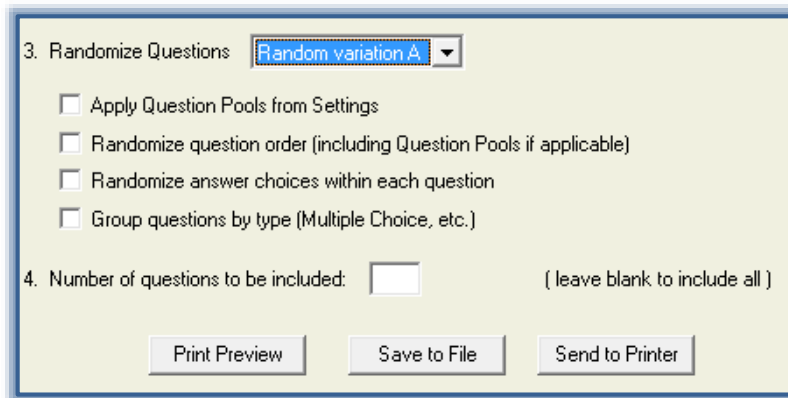 3. Randomize Questions Random variation A
Apply Question Pools from Settings
Randomize question order (including Question Pools if applicable)
Randomize answer choices within each question
Group questions by type (Multiple Choice, etc.)
4. Number of questions to be included: ( leave blank to include all )
Print Preview Save to File Send to Printer